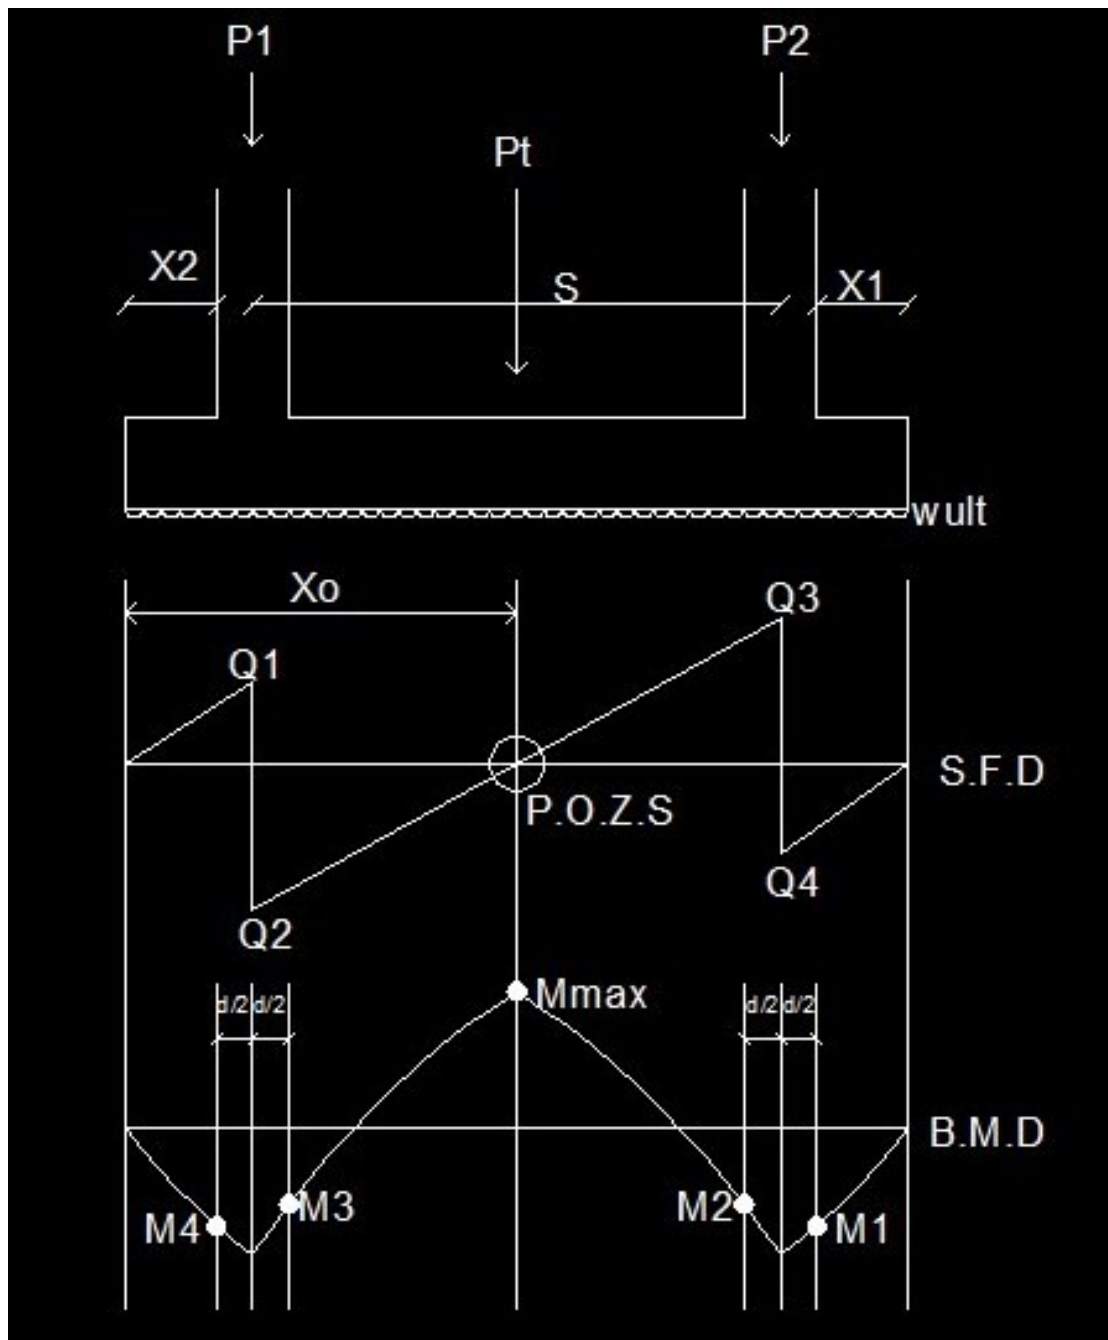 P1 P2
Pt
X2 S X1
w ult
Xo Q3
Q1
S.F.D
P.O.Z.S
Q4
Q2
Mmax
d/2 d/2 d/2 d/2
B.M.D
M4 M3 M2 M1